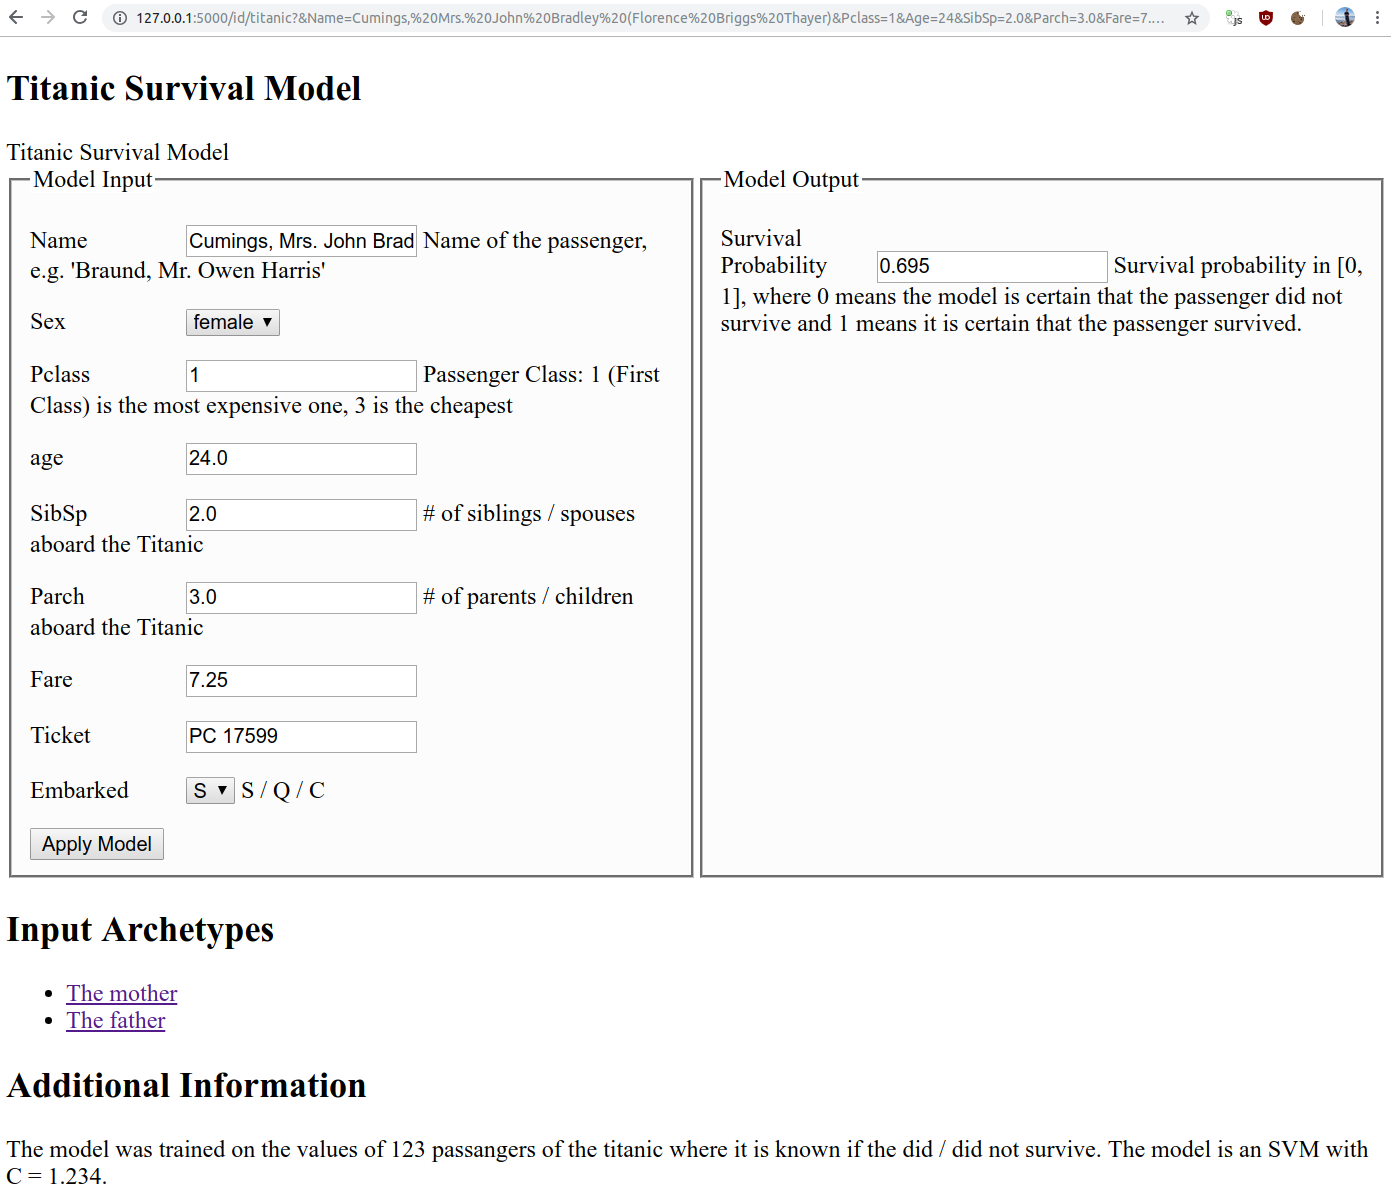 127.0.0.1:5000/id/titanic?&Name=Cumings,%20Mrs.%20John%20Bradley%20(Florence%20Briggs%20Thayer)&Pclass=1&Age=24&SibSp=2.0&Parch=3.0&Fare=7....
Titanic Survival Model
Titanic Survival Model
Model Input
Name Cumings, Mrs. John Brad Name of the passenger,
e.g. 'Braund, Mr. Owen Harris'
Sex female
Pclass 1 Passenger Class: 1 (First
Class) is the most expensive one, 3 is the cheapest
age 24.0
SibSp 2.0 # of siblings / spouses
aboard the Titanic
Parch 3.0 # of parents / children
aboard the Titanic
Fare 7.25
Ticket PC 17599
Embarked S S / Q / C
Apply Model
Model Output
Survival
Probability 0.695 Survival probability in [0,
1], where 0 means the model is certain that the passenger did not
survive and 1 means it is certain that the passenger survived.
Input Archetypes
The mother
The father
Additional Information
The model was trained on the values of 123 passangers of the titanic where it is known if the did / did not survive. The model is an SVM with
C = 1.234.